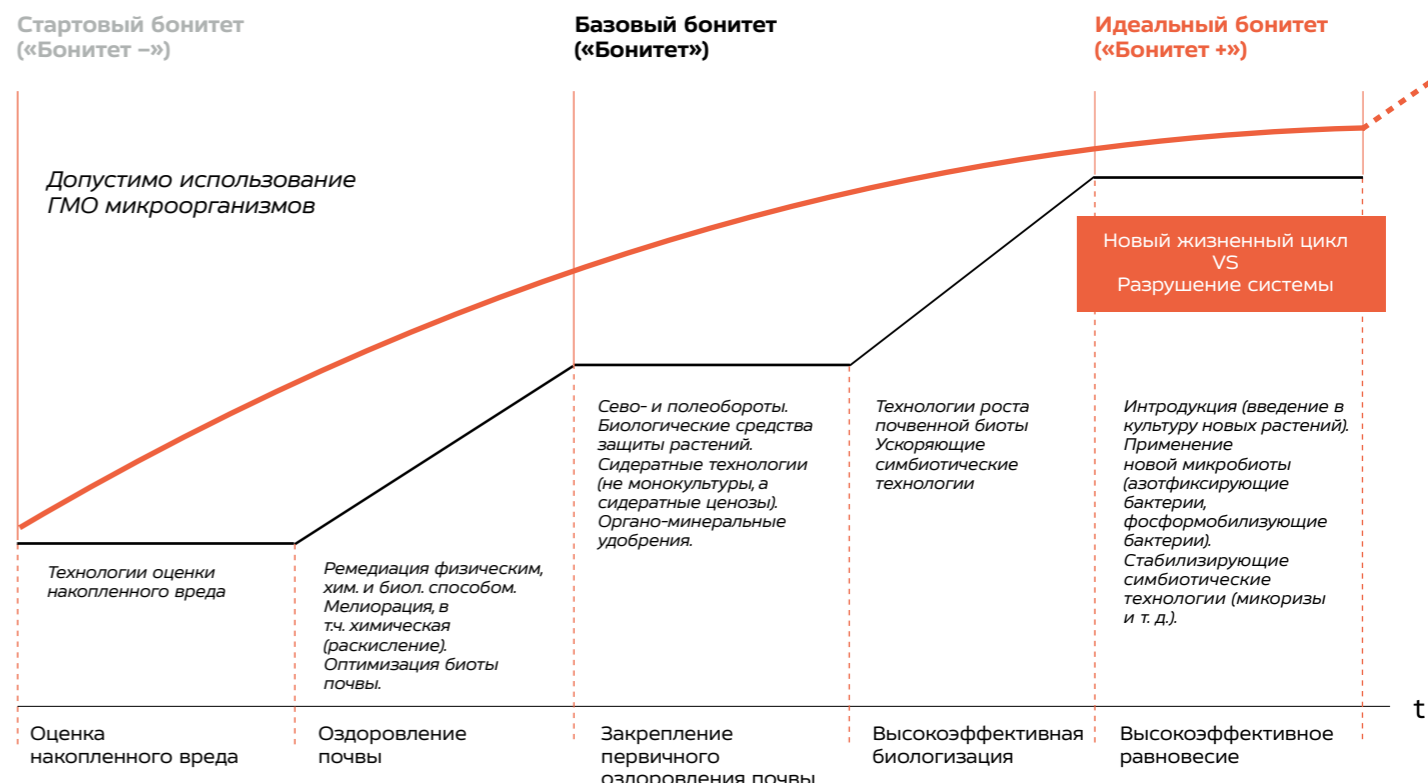 Стартовый бонитет
(«Бонитет –»)
Базовый бонитет
(«Бонитет»)
Идеальный бонитет
(«Бонитет +»)
Допустимо использование
ГМО микроорганизмов
Новый жизненный цикл
VS
Разрушение системы
Технологии оценки
накопленного вреда
Ремедиация физическим,
хим. и биол. способом.
Мелиорация, в
т.ч. химическая
(раскисление).
Оптимизация биоты
почвы.
Сево- и полеобороты.
Биологические средства
защиты растений.
Сидератные технологии
(не монокультуры, а
сидератные ценозы).
Органо-минеральные
удобрения.
Технологии роста
почвенной биоты
Ускоряющие
симбиотические
технологии
Интродукция (введение в
культуру новых растений).
Применение
новой микробиоты
(азотфиксирующие
бактерии,
фосформобилизующие
бактерии).
Стабилизирующие
симбиотические
технологии (микоризы
и т. д.).
t
Оценка
накопленного вреда
Оздоровление
почвы
Закрепление
первичного
оздоровления почвы
Высокоэффективная
биологизация
Высокоэффективное
равновесие